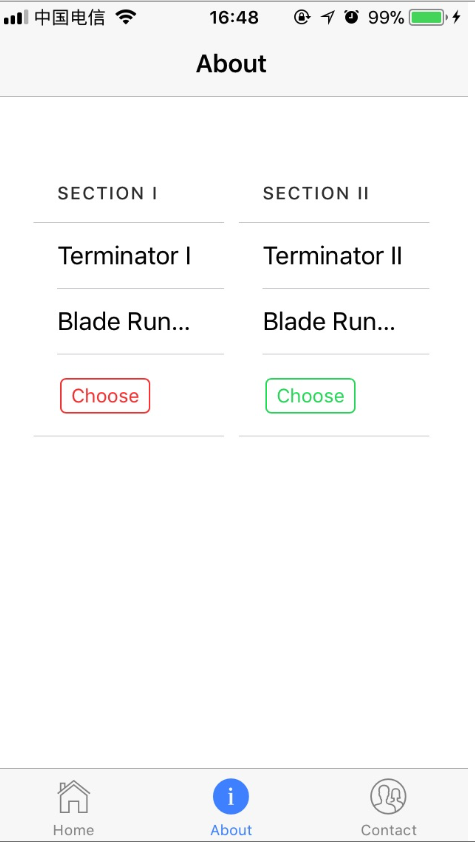 中国电信 16:48 99%
About
SECTION I SECTION II
Terminator I Terminator II
Blade Run... Blade Run...
Choose Choose
Home About Contact